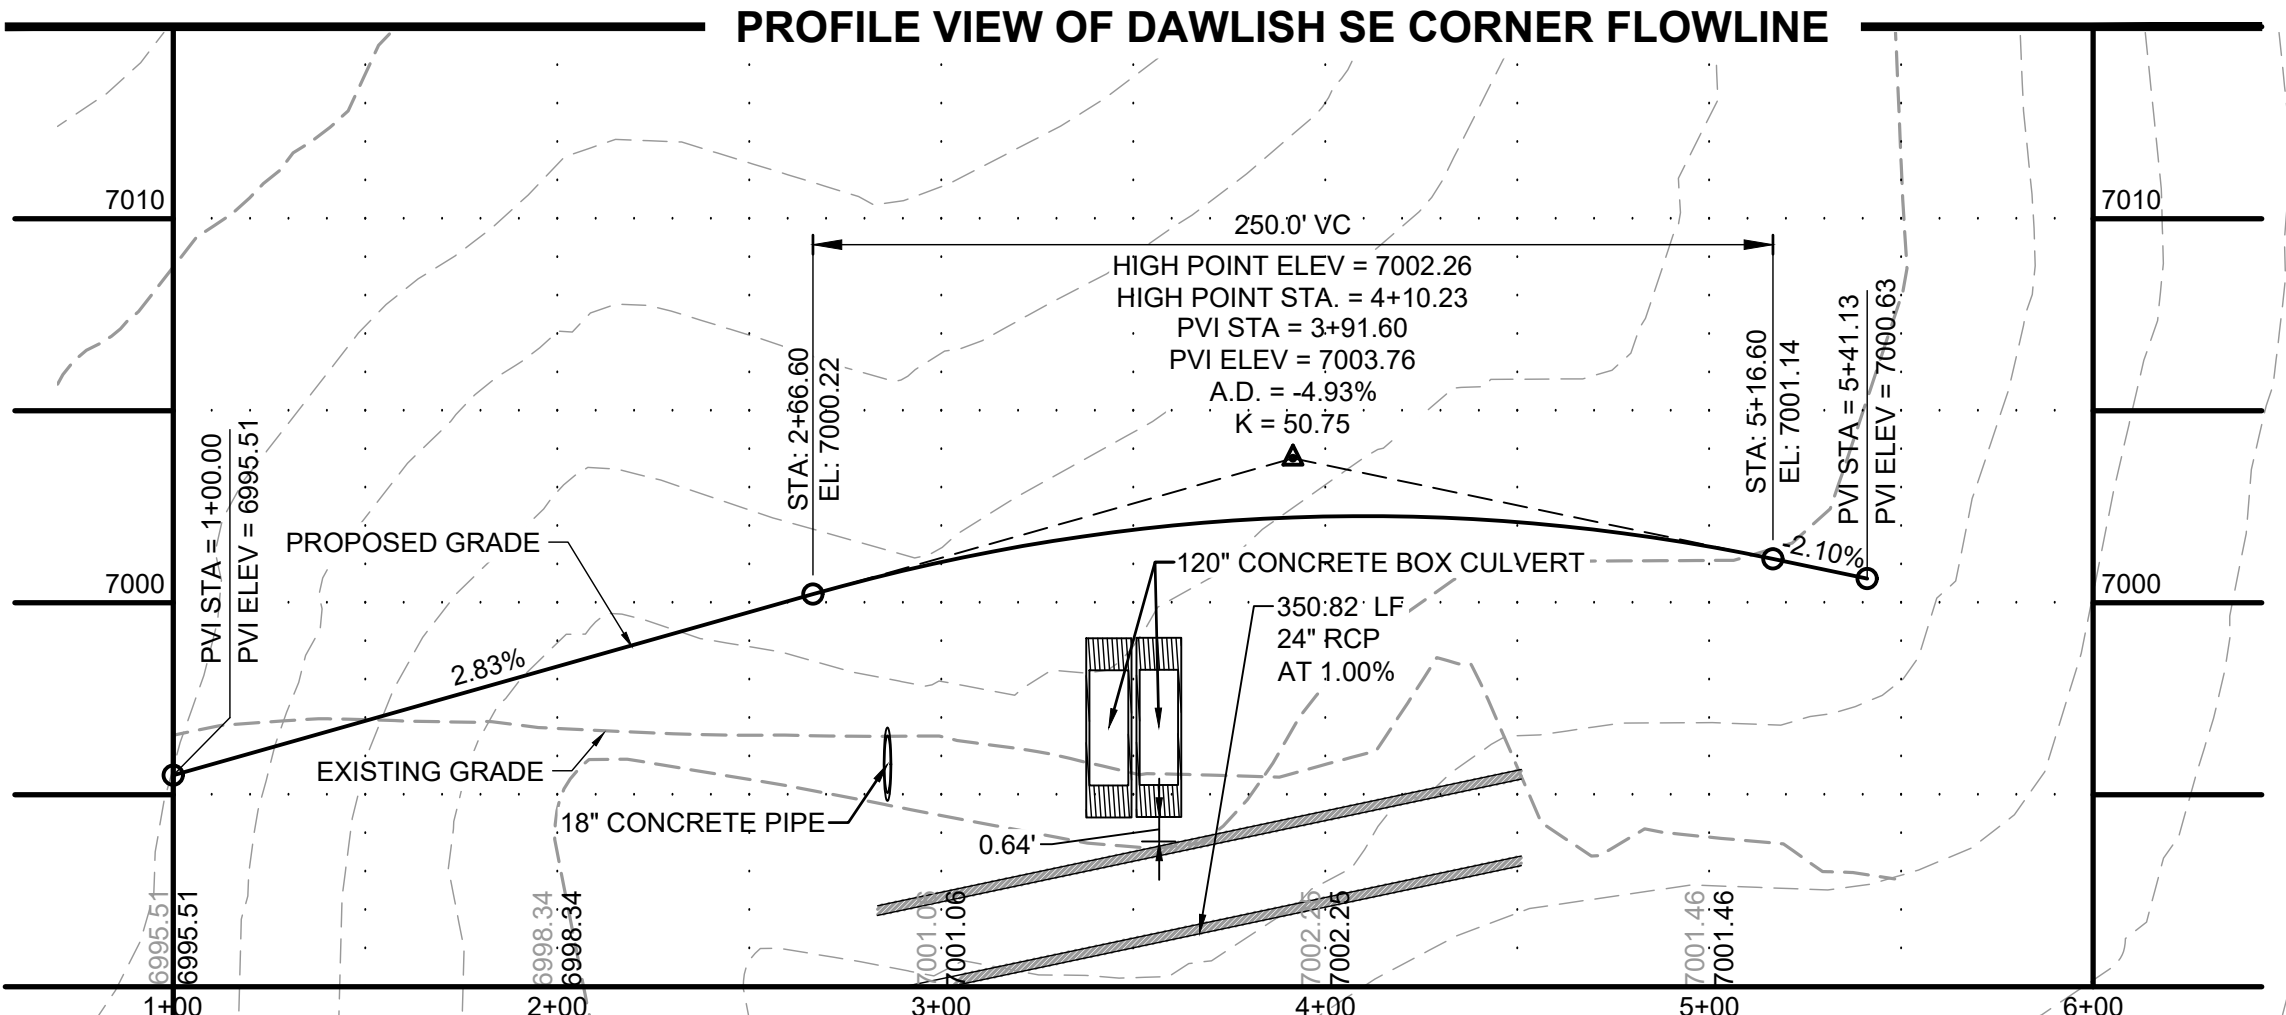 PROFILE VIEW OF DAWLISH SE CORNER FLOWLINE
7010
7010
250.0' VC
HIGH POINT ELEV = 7002.26
HIGH POINT STA. = 4+10.23
PVI STA = 3+91.60
PVI ELEV = 7003.76
A.D. = -4.93%
K = 50.75
STA: 2+66.60
EL: 7000.22
STA: 5+16.60
EL: 7001.14
PVI STA = 5+41.13
PVI ELEV = 7000.63
PVI STA = 1+00.00
PVI ELEV = 6995.51
PROPOSED GRADE
-2.10%
120" CONCRETE BOX CULVERT
7000
7000
350.82 LF
24" RCP
AT 1.00%
2.83%
EXISTING GRADE
18" CONCRETE PIPE
0.64'
6995.51
6995.51
6998.34
6998.34
7001.06
7001.06
7002.25
7002.25
7001.46
7001.46
1+00
2+00
3+00
4+00
5+00
6+00